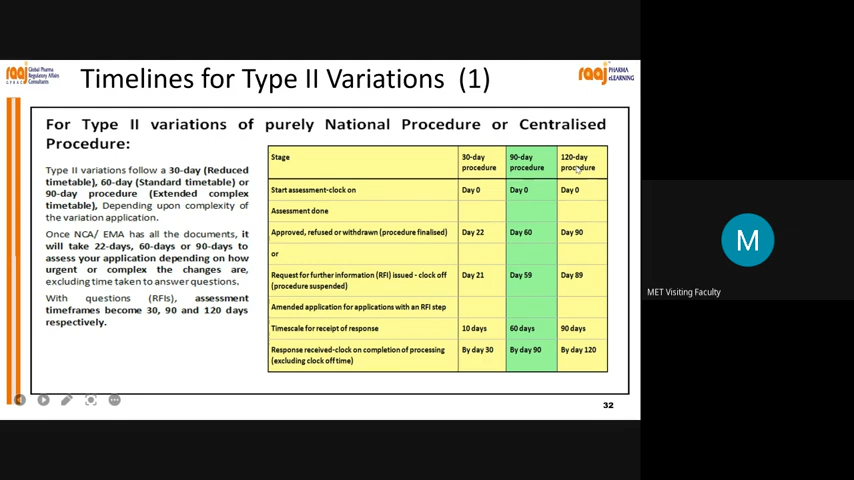 raaj
Global Pharma
Regulatory Affairs
Consultants
Timelines for Type II Variations (1)
raaj PHARMA
eLEARNING
For Type II variations of purely National Procedure or Centralised
Procedure:
Type II variations follow a 30-day (Reduced
timetable), 60-day (Standard timetable) or
90-day procedure (Extended complex
timetable), Depending upon complexity of
the variation application.
Once NCA/ EMA has all the documents, it
will take 22-days, 60-days or 90-days to
assess your application depending on how
urgent or complex the changes are,
excluding time taken to answer questions.
With questions (RFIs), assessment
timeframes become 30, 90 and 120 days
respectively.
Stage 30-day procedure 90-day procedure 120-day procedure
Start assessment-clock on Day 0 Day 0 Day 0
Assessment done
Approved, refused or withdrawn (procedure finalised) Day 22 Day 60 Day 90
or
Request for further information (RFI) issued - clock off Day 21 Day 59 Day 89
(procedure suspended)
Amended application for applications with an RFI step
Timescale for receipt of response 10 days 60 days 90 days
Response received-clock on completion of processing By day 30 By day 90 By day 120
(excluding clock off time)
32
M
MET Visiting Faculty